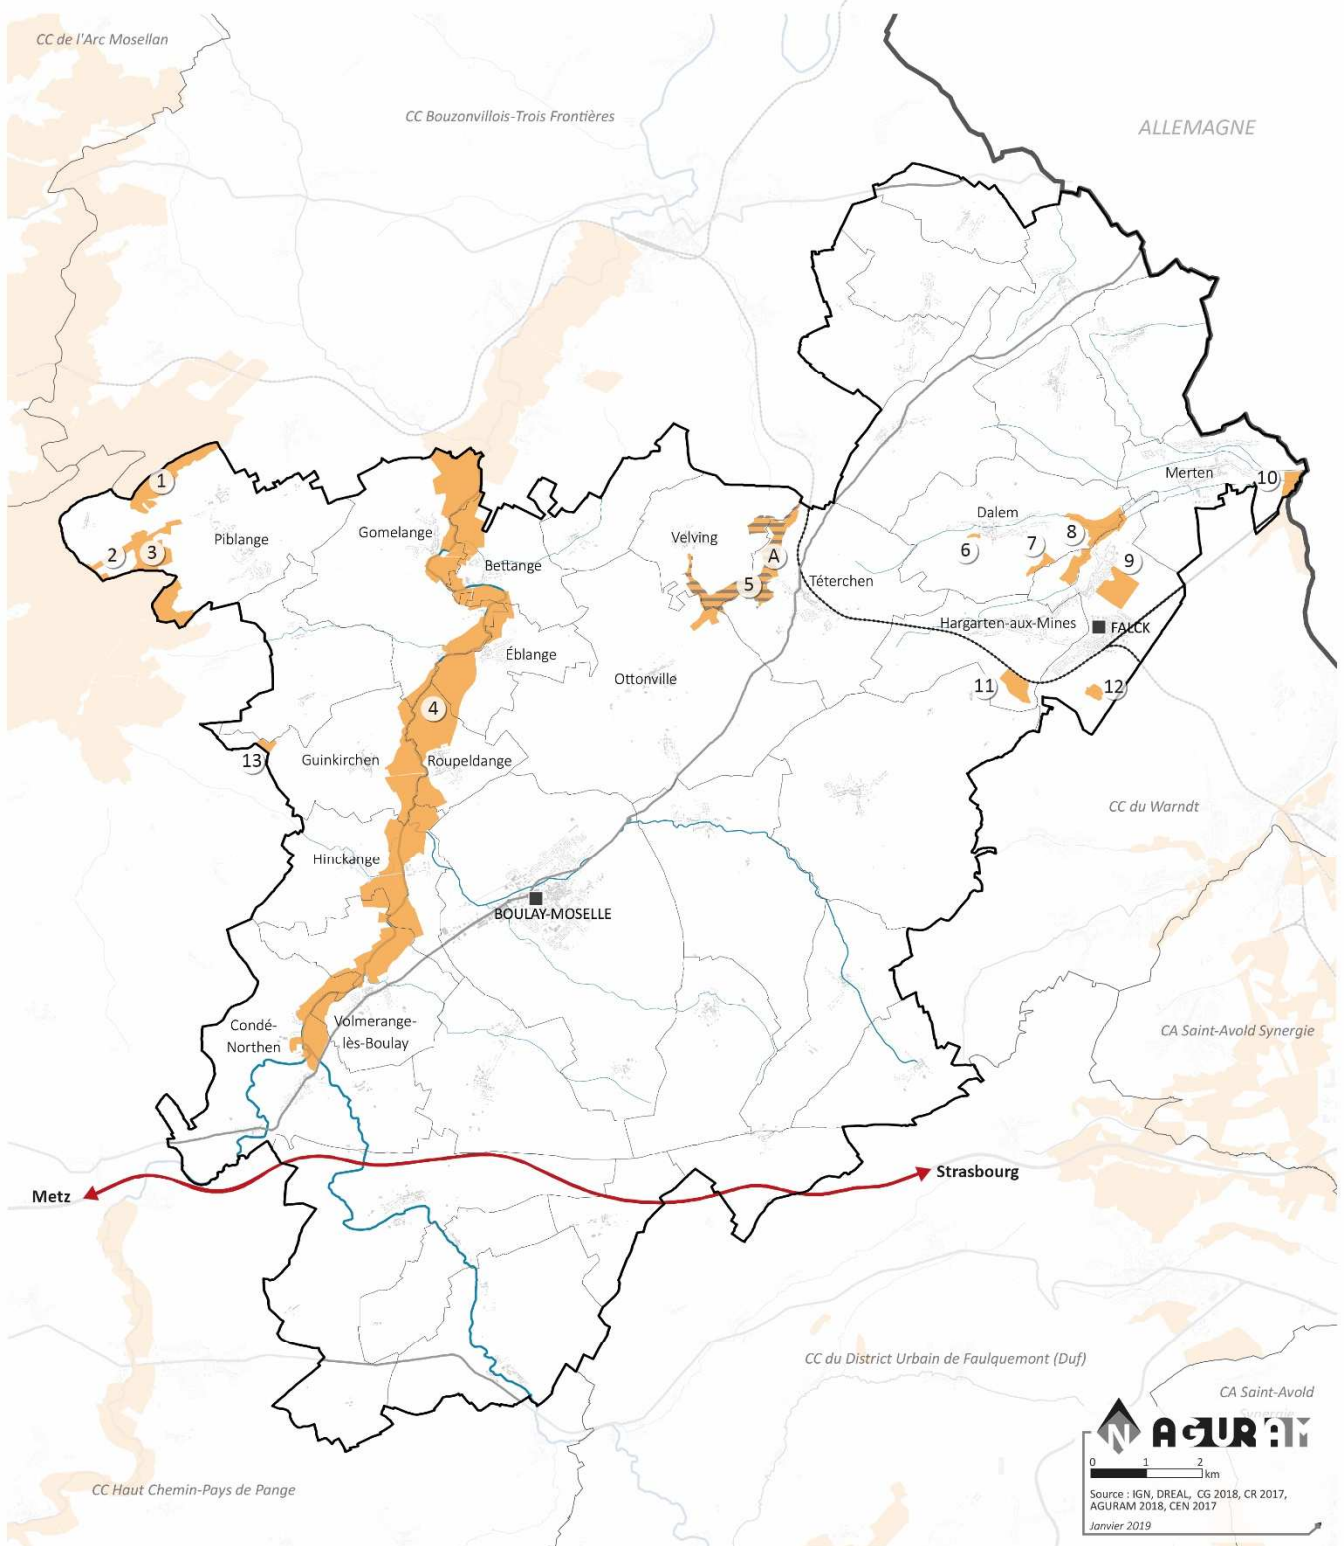 CC de l'Arc Mosellan
CC Bouzonvillois-Trois Frontières
ALLEMAGNE
Merten
10
1
Dalem
Gomelange
Piblange
Velving
8
6
7
2
3
A
9
Bettange
5
Téterchen
Hargarten-aux-Mines
FALCK
Éblange
Ottonville
11
12
4
13
Guinkirchen
Roupeldange
CC du Warndt
Hinckange
BOULAY-MOSELLE
Condé-
Northen
Volmerange-
lès-Boulay
CA Saint-Avold Synergie
Metz
Strasbourg
CC du District Urbain de Faulquemont (Duf)
CA Saint-Avold
Synergie
CC Haut Chemin-Pays de Pange
N
AGURAM
0 1 2
km
Source : IGN, DREAL, CG 2018, CR 2017,
AGURAM 2018, CEN 2017
Janvier 2019